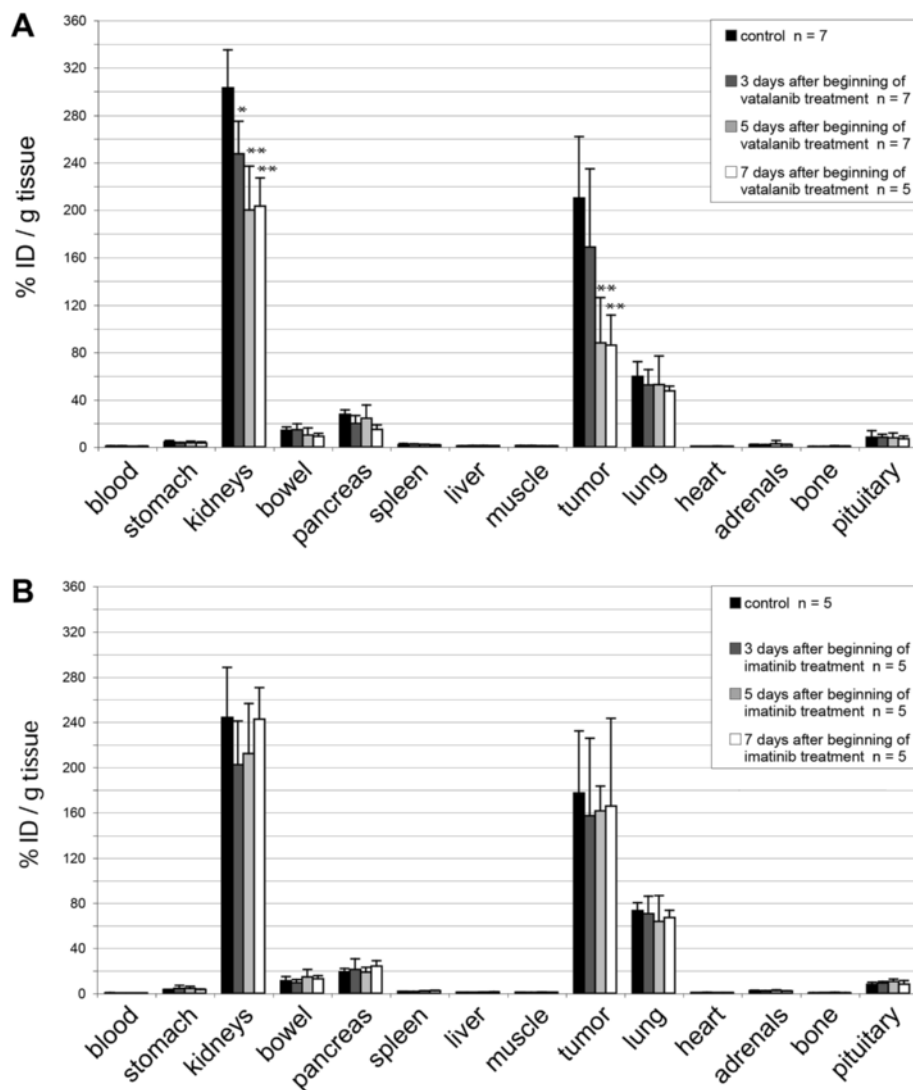 A
% ID / g tissue
360
320
280
240
200
160
120
80
40
0
*
**
**
**
**
control n = 7
3 days after beginning of
vatalanib treatment n = 7
5 days after beginning of
vatalanib treatment n = 7
7 days after beginning of
vatalanib treatment n = 5
blood
stomach
kidneys
bowel
pancreas
spleen
liver
muscle
tumor
lung
heart
adrenals
bone
pituitary
B
% ID / g tissue
360
320
280
240
200
160
120
80
40
0
control n = 5
3 days after beginning of
imatinib treatment n = 5
5 days after beginning of
imatinib treatment n = 5
7 days after beginning of
imatinib treatment n = 5
blood
stomach
kidneys
bowel
pancreas
spleen
liver
muscle
tumor
lung
heart
adrenals
bone
pituitary